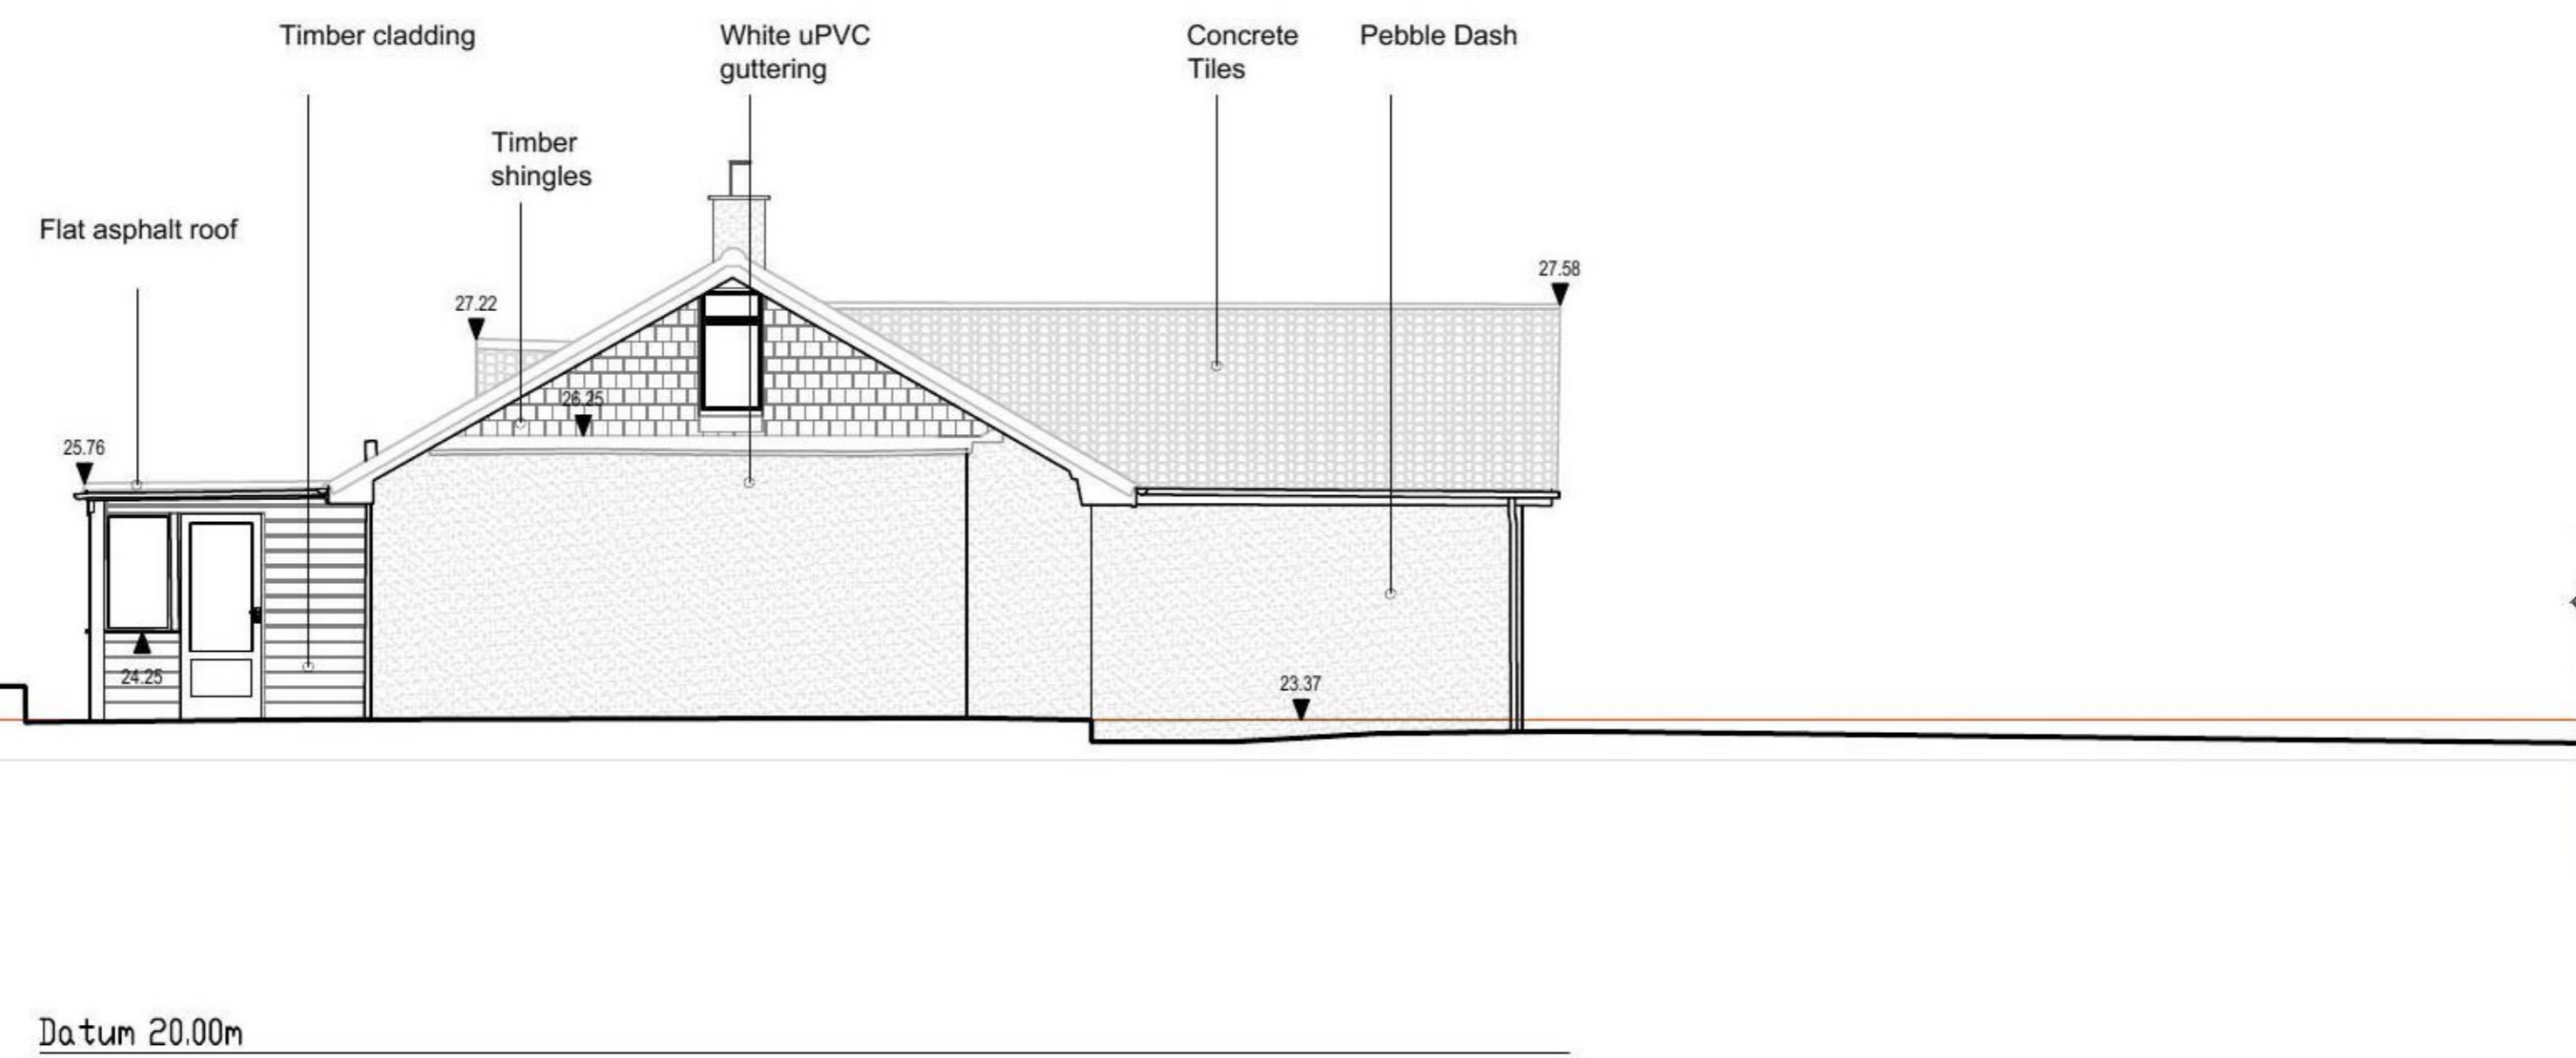 Timber cladding
White uPVC
guttering
Concrete
Tiles
Pebble Dash
Timber
shingles
Flat asphalt roof
27.58
27.22
26.25
25.76
24.25
23.37
Datum 20.00m